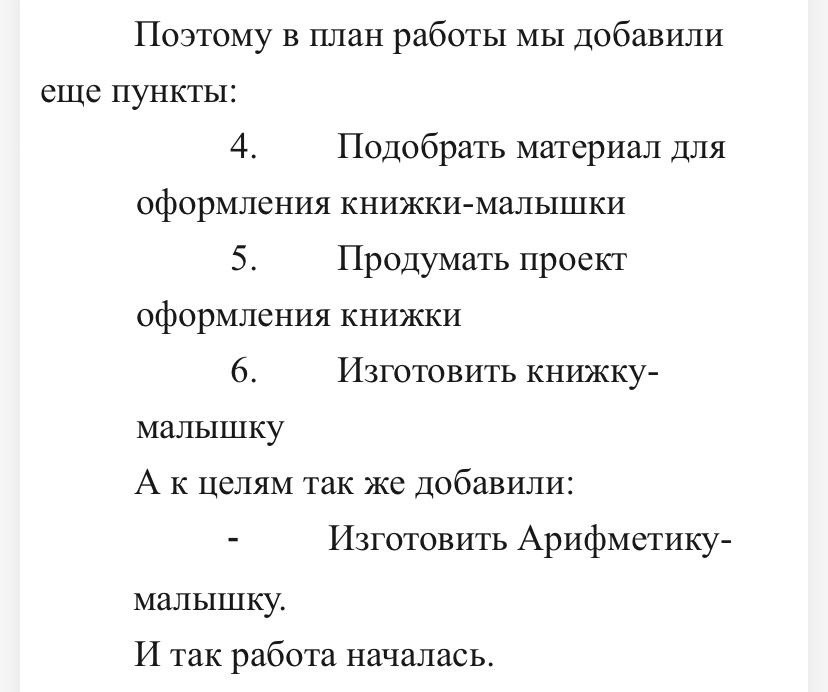 Поэтому в план работы мы добавили
еще пункты:
4. Подобрать материал для
оформления книжки-малышки
5. Продумать проект
оформления книжки
6. Изготовить книжку-
малышку
А к целям так же добавили:
- Изготовить Арифметику-
малышку.
И так работа началась.